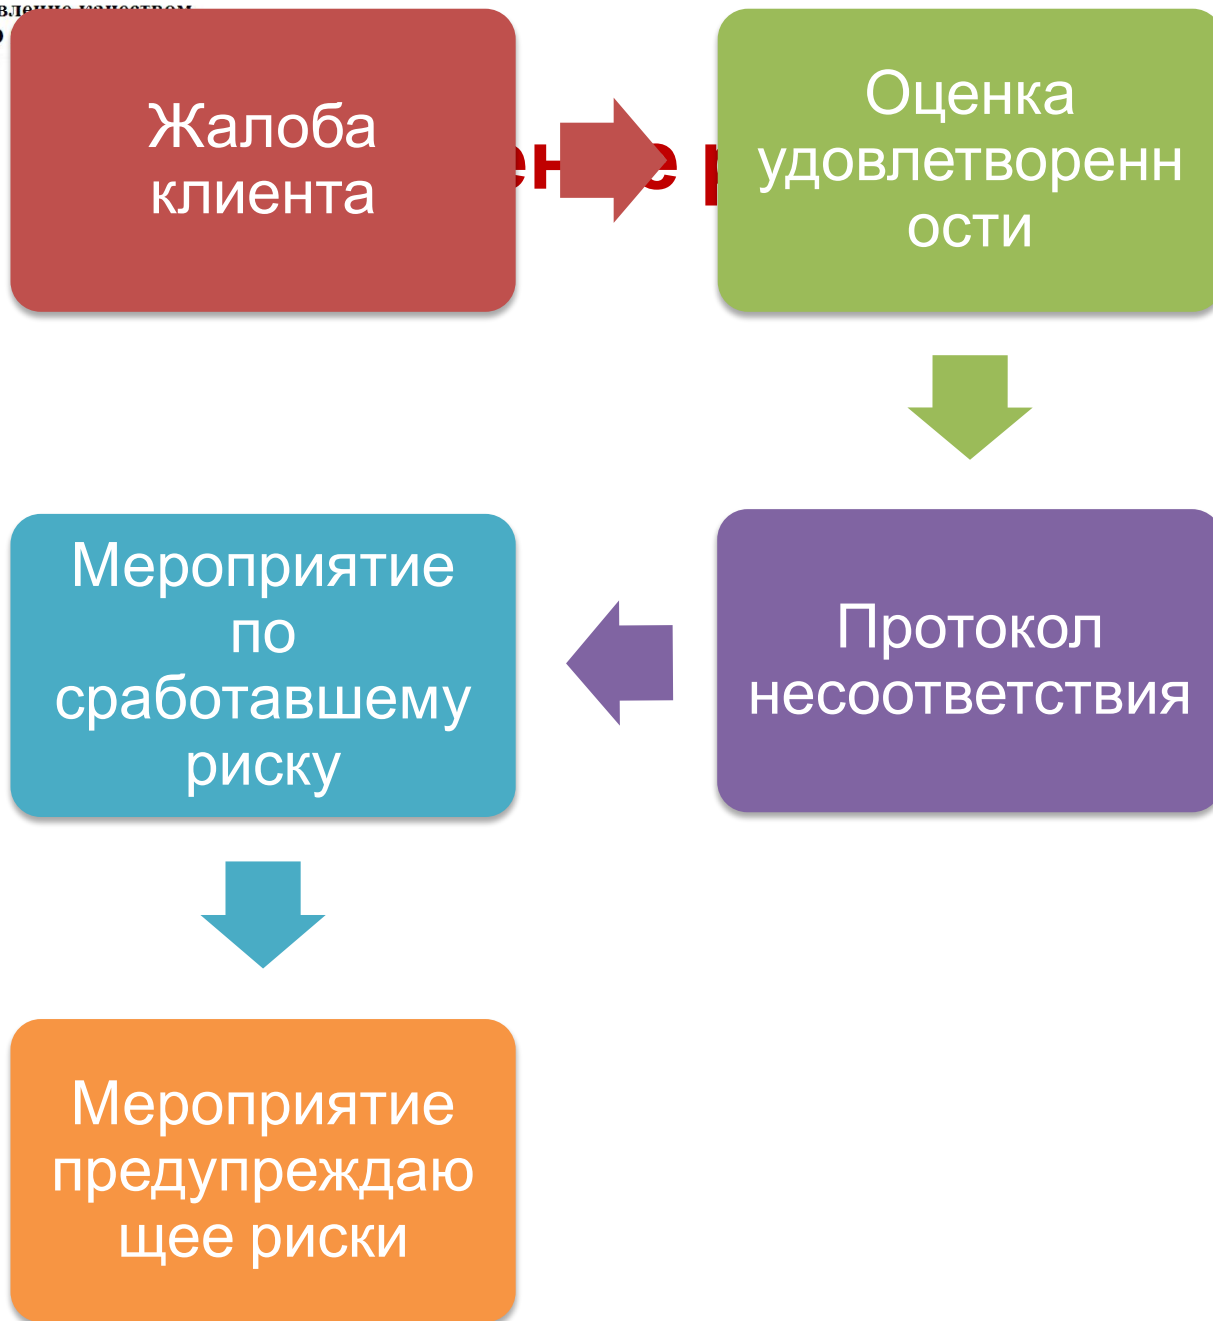 Жалоба
клиента
Оценка
удовлетворенн
ости
Протокол
несоответствия
Мероприятие
по
сработавшему
риску
Мероприятие
предупреждаю
щее риски